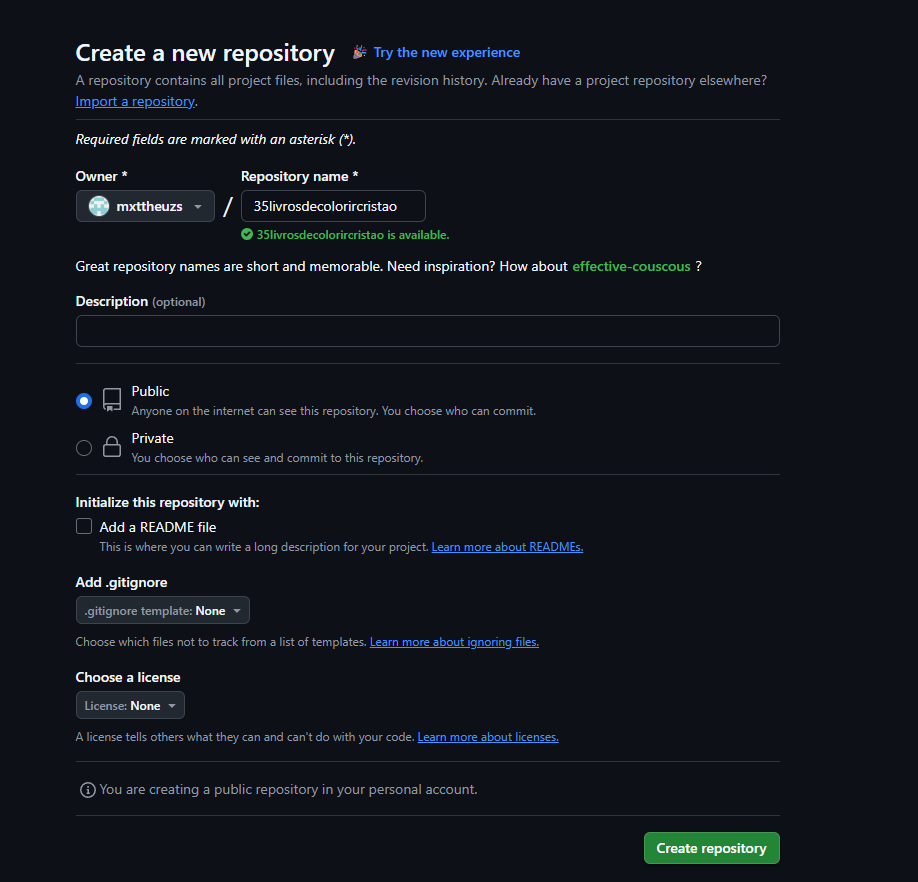 Create a new repository Try the new experience
A repository contains all project files, including the revision history. Already have a project repository elsewhere?
Import a repository.
Required fields are marked with an asterisk (*).
Owner * Repository name *
mxttheuzs / 35livrosdecolorircristao
35livrosdecolorircristao is available.
Great repository names are short and memorable. Need inspiration? How about effective-couscous ?
Description (optional)
Public
Anyone on the internet can see this repository. You choose who can commit.
Private
You choose who can see and commit to this repository.
Initialize this repository with:
Add a README file
This is where you can write a long description for your project. Learn more about READMEs.
Add .gitignore
.gitignore template: None
Choose which files not to track from a list of templates. Learn more about ignoring files.
Choose a license
License: None
A license tells others what they can and can't do with your code. Learn more about licenses.
You are creating a public repository in your personal account.
Create repository